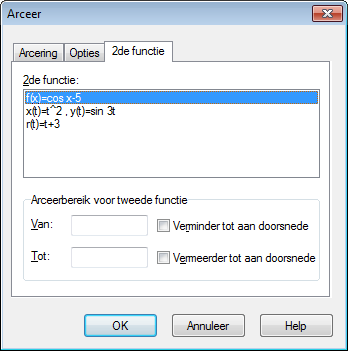 Arceer
Arcering Opties 2de functie
2de functie:
f(x)=cos x-5
x(t)=t^2 , y(t)=sin 3t
r(t)=t+3
Arceerbereik voor tweede functie
Van: Verminder tot aan doorsnede
Tot: Vermeerder tot aan doorsnede
OK Annuleer Help